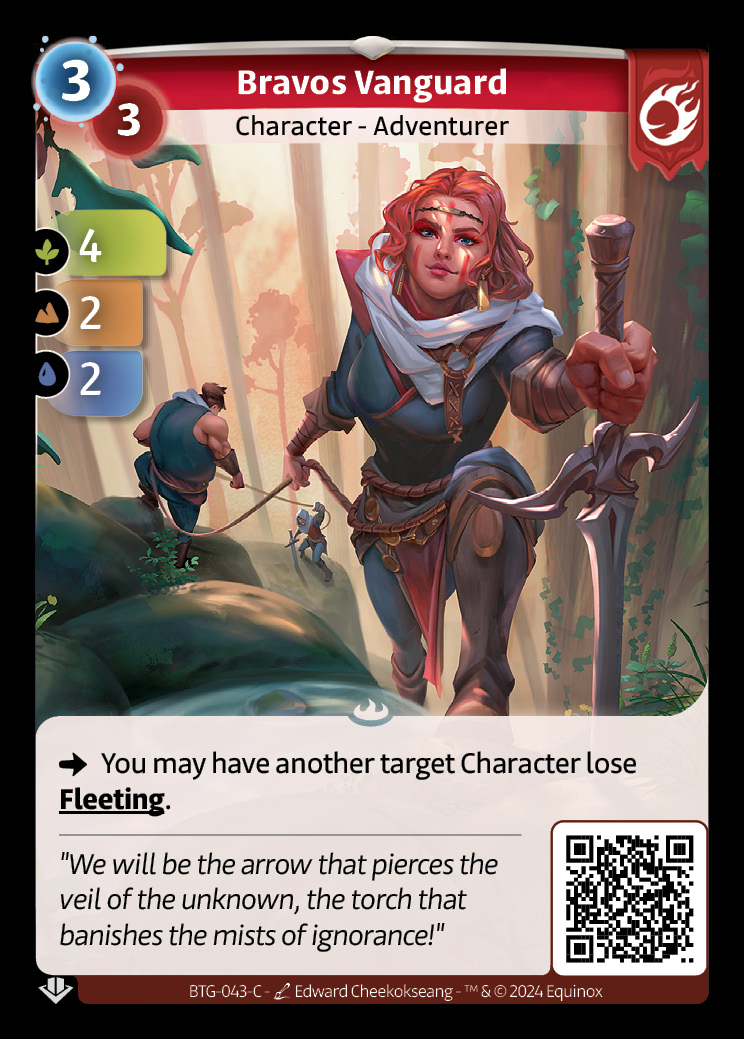 3
Bravos Vanguard
3
Character - Adventurer
4
2
2
You may have another target Character lose
Fleeting.
"We will be the arrow that pierces the
veil of the unknown, the torch that
banishes the mists of ignorance!"
BTG-043-C - Edward Cheekokseang - ™ & © 2024 Equinox